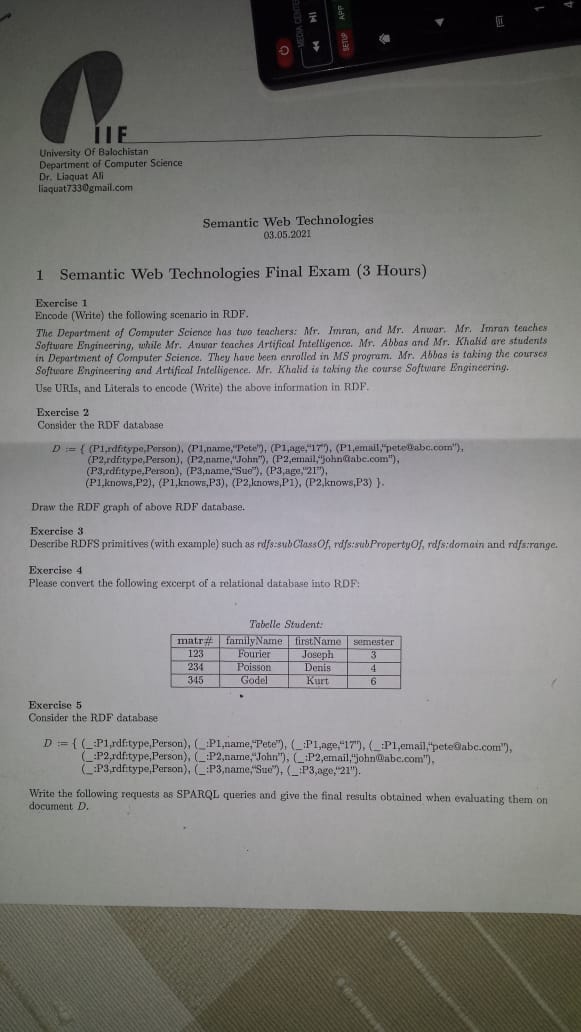 MEDIA CENTER
SETUP
APP
1
4
IIF
University Of Balochistan
Department of Computer Science
Dr. Liaquat Ali
liaquat733@gmail.com
Semantic Web Technologies
03.05.2021
1 Semantic Web Technologies Final Exam (3 Hours)
Exercise 1
Encode (Write) the following scenario in RDF.
The Department of Computer Science has two teachers: Mr. Imran, and Mr. Anwar. Mr. Imran teaches
Software Engineering, while Mr. Anwar teaches Artifical Intelligence. Mr. Abbas and Mr. Khalid are students
in Department of Computer Science. They have been enrolled in MS program. Mr. Abbas is taking the courses
Software Engineering and Artifical Intelligence. Mr. Khalid is taking the course Software Engineering.
Use URIs, and Literals to encode (Write) the above information in RDF.
Exercise 2
Consider the RDF database
D := { (P1,rdf:type,Person), (P1,name,"Pete"), (P1,age,"17"), (P1,email,"pete@abc.com"),
(P2,rdf:type,Person), (P2,name,"John"), (P2,email,"john@abc.com"),
(P3,rdf:type,Person), (P3,name,"Sue"), (P3,age,"21"),
(P1,knows,P2), (P1,knows,P3), (P2,knows,P1), (P2,knows,P3) }.
Draw the RDF graph of above RDF database.
Exercise 3
Describe RDFS primitives (with example) such as rdfs:subClassOf, rdfs:subPropertyOf, rdfs:domain and rdfs:range.
Exercise 4
Please convert the following excerpt of a relational database into RDF:
Tabelle Student:
matr# familyName firstName semester
123 Fourier Joseph 3
234 Poisson Denis 4
345 Godel Kurt 6
Exercise 5
Consider the RDF database
D := { (_:P1,rdf:type,Person), (_:P1,name,"Pete"), (_:P1,age,"17"), (_:P1,email,"pete@abc.com"),
(_:P2,rdf:type,Person), (_:P2,name,"John"), (_:P2,email,"john@abc.com"),
(_:P3,rdf:type,Person), (_:P3,name,"Sue"), (_:P3,age,"21").
Write the following requests as SPARQL queries and give the final results obtained when evaluating them on
document D.